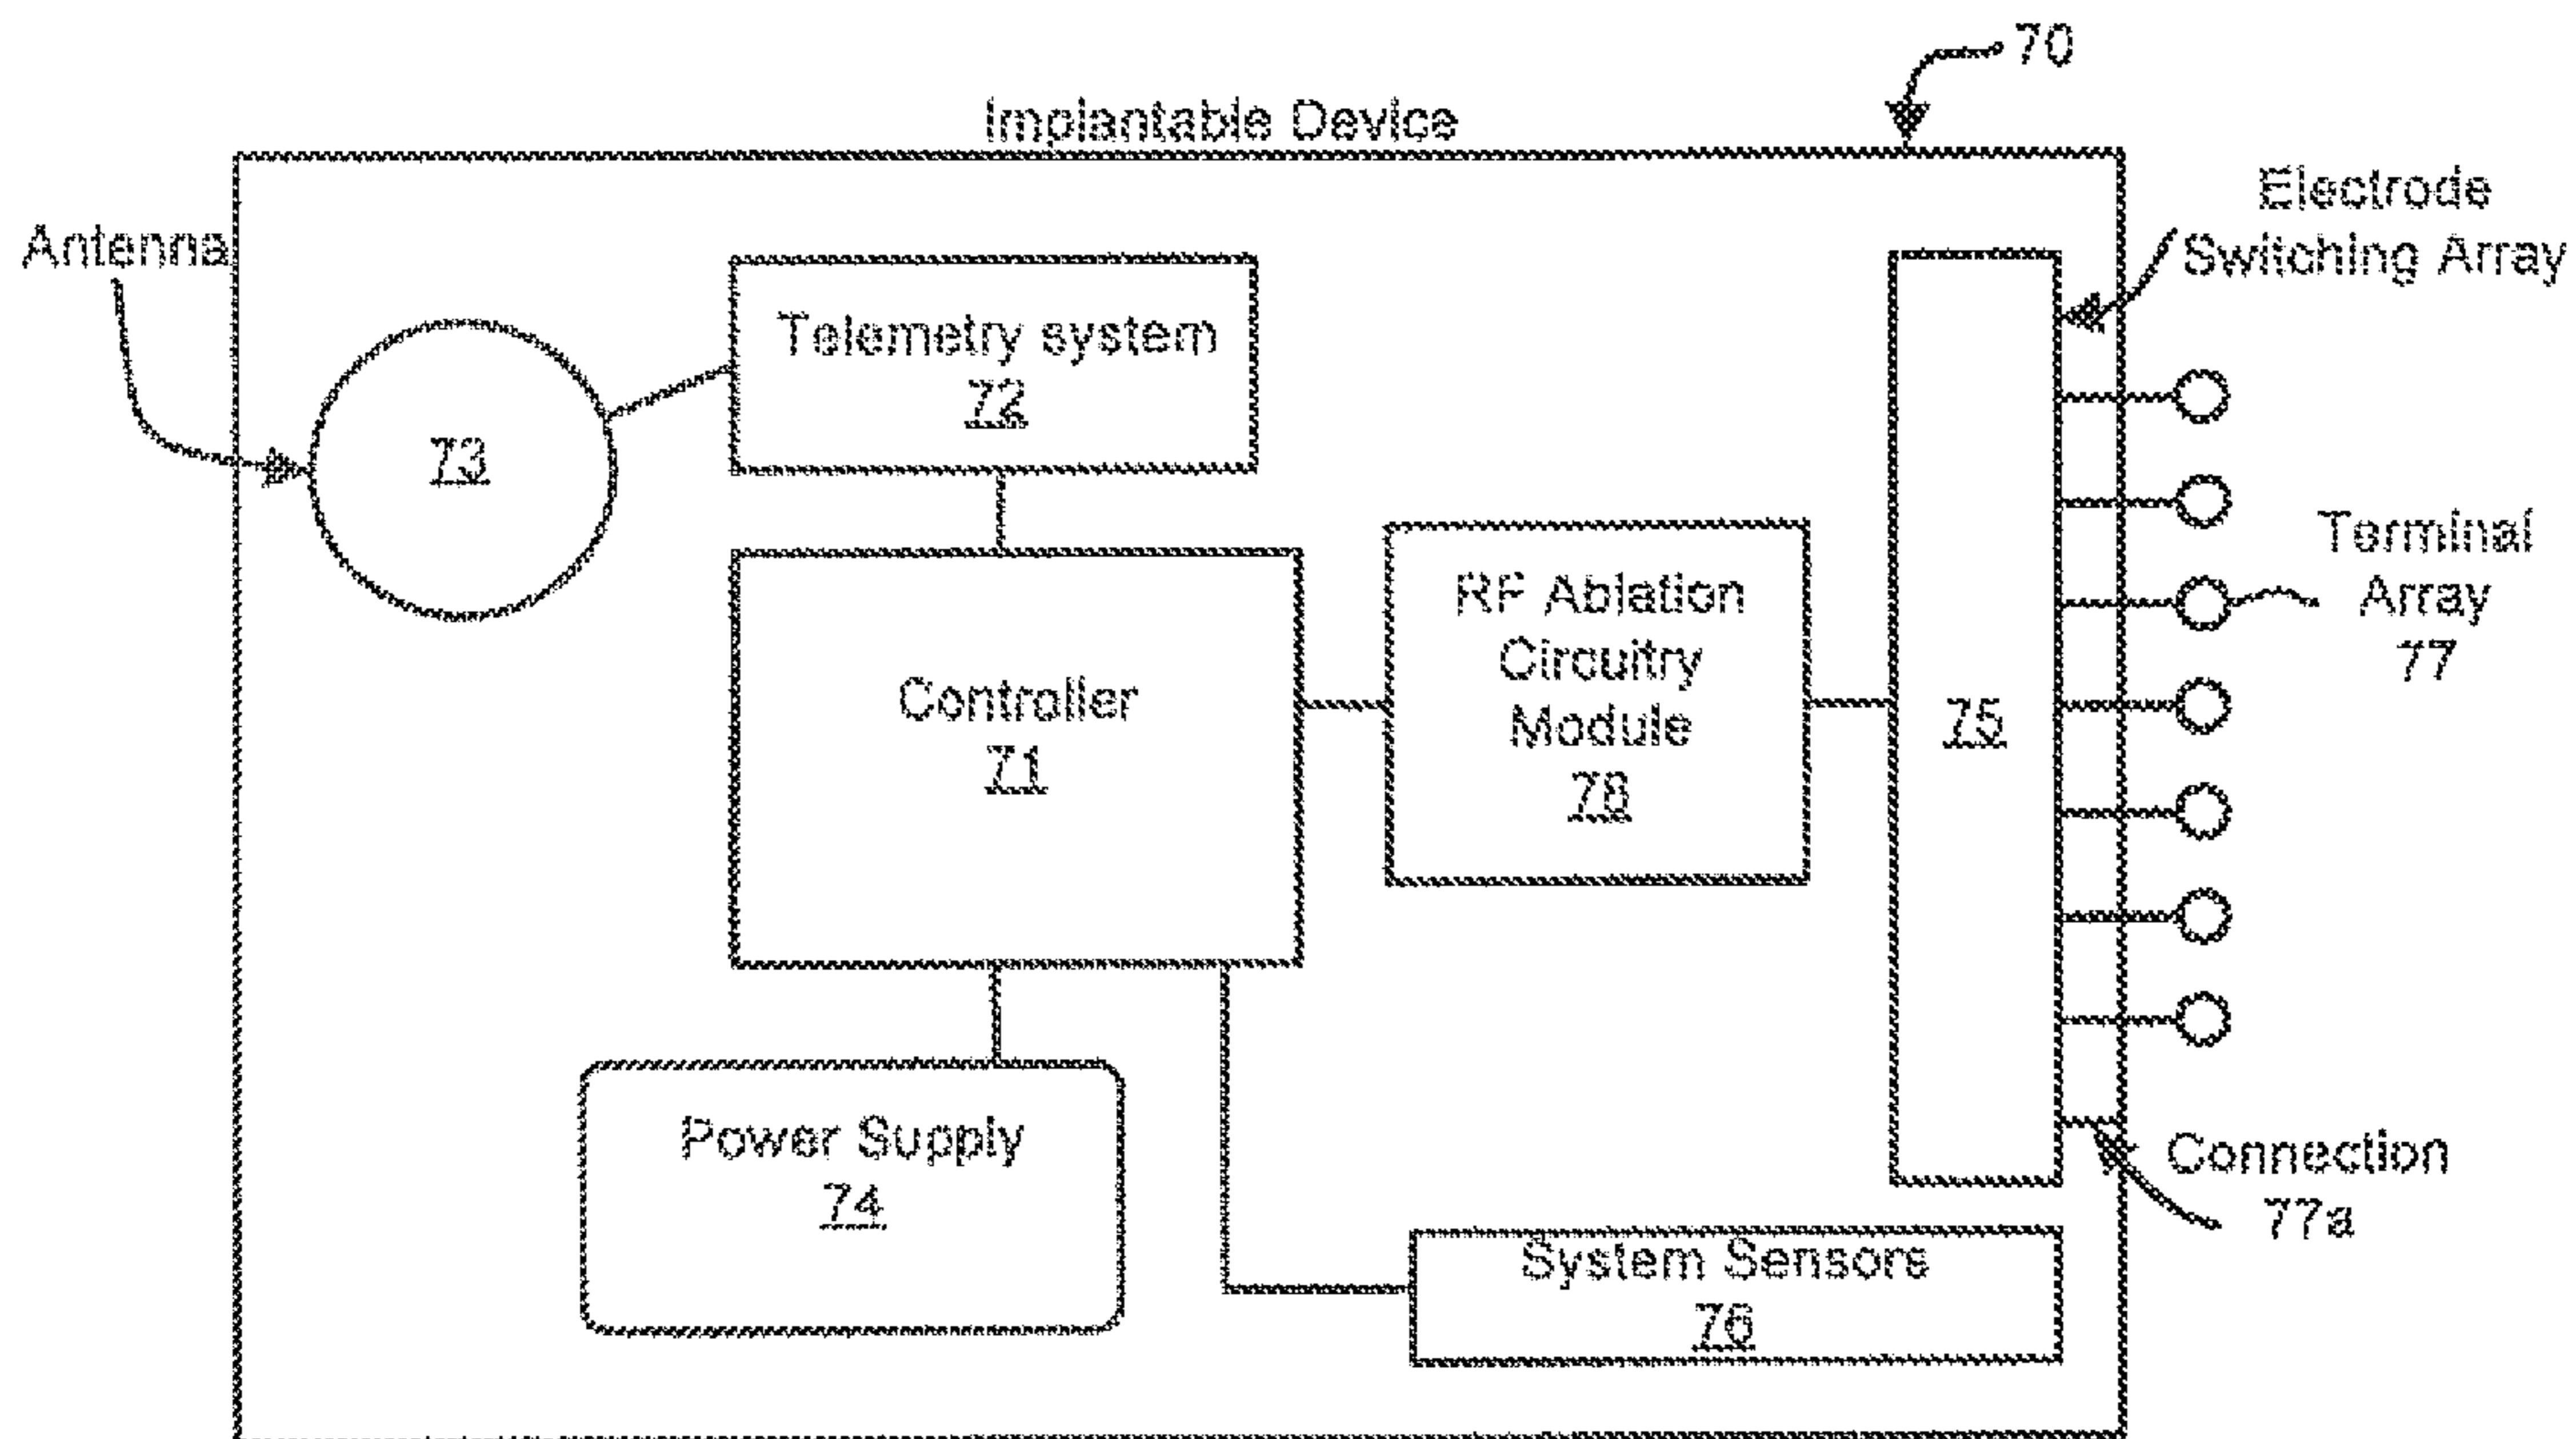 70
Implantable Device
Electrode
Switching Array
Antenna
Telemetry system
72
73
Terminal
Array
77
RF Ablation
Circuitry
Module
78
Controller
71
75
Power Supply
74
Connection
77a
System Sensors
76